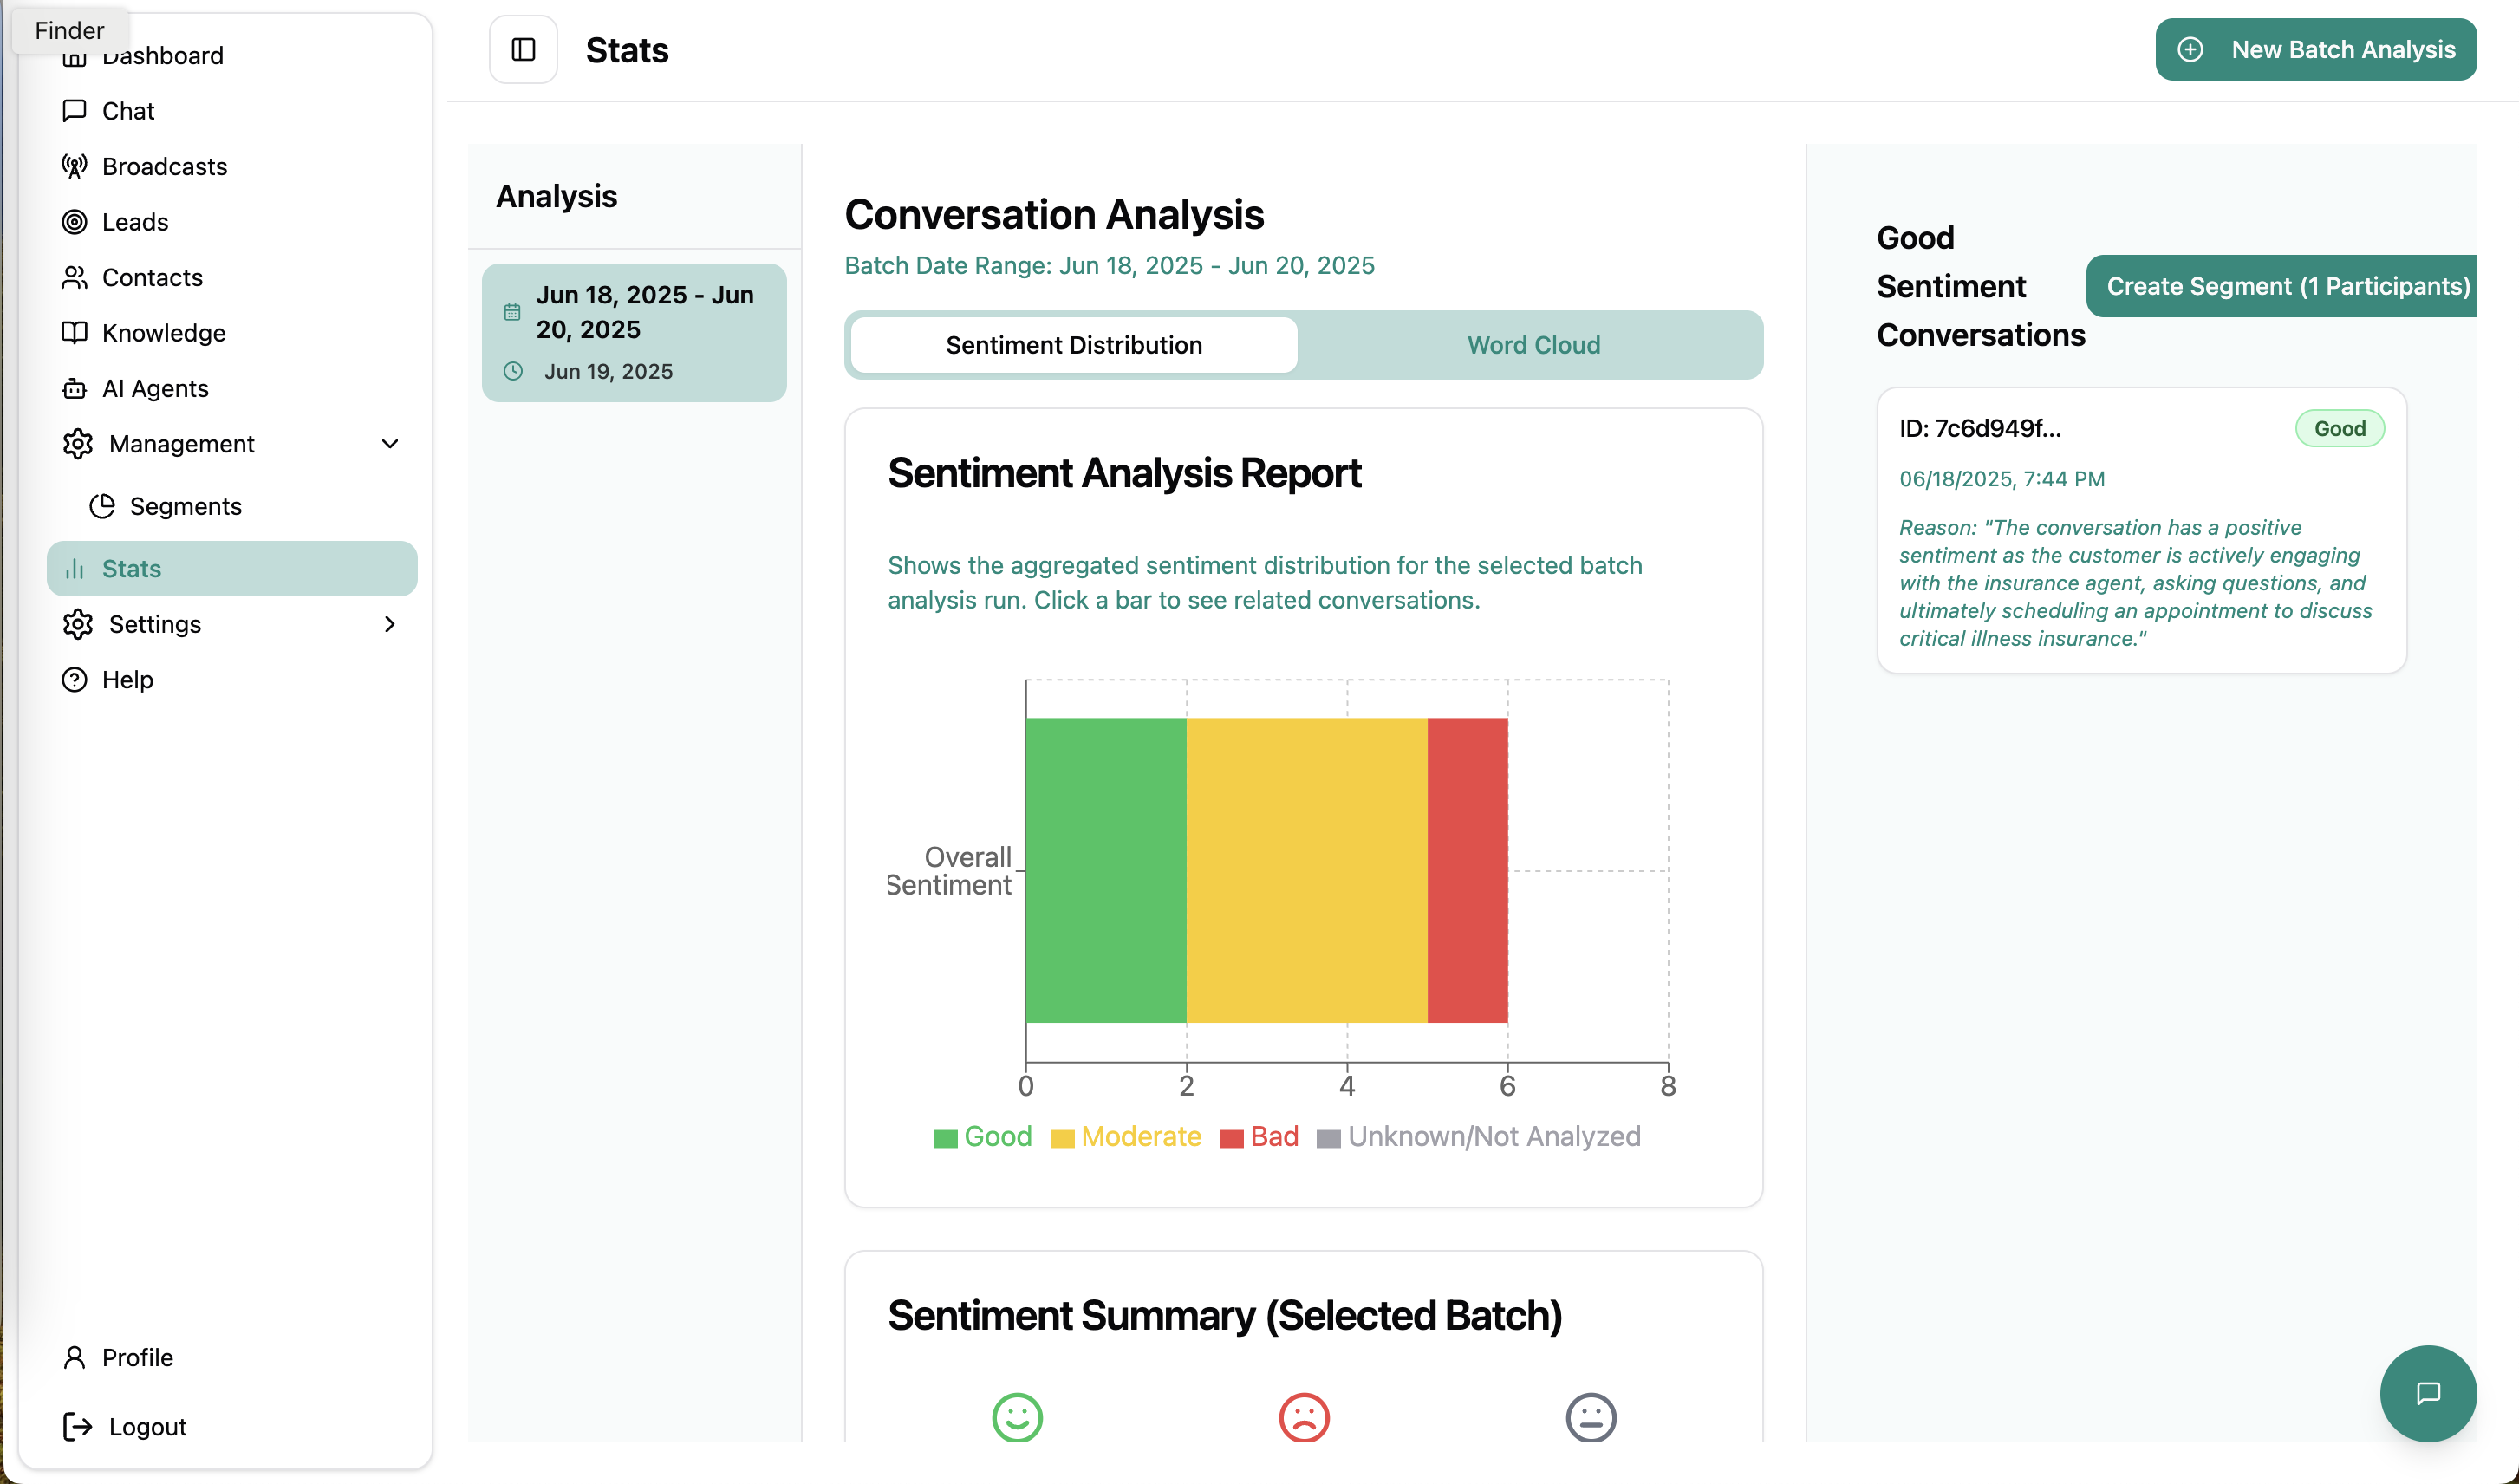 Finder
Dashboard
Chat
Broadcasts
Leads
Contacts
Knowledge
AI Agents
Management
Segments
Stats
Settings
Help
Profile
Logout
Stats
New Batch Analysis
Analysis
Jun 18, 2025 - Jun
20, 2025
Jun 19, 2025
Conversation Analysis
Batch Date Range: Jun 18, 2025 - Jun 20, 2025
Sentiment Distribution
Word Cloud
Sentiment Analysis Report
Shows the aggregated sentiment distribution for the selected batch
analysis run. Click a bar to see related conversations.
Overall
Sentiment
0 2 4 6 8
Good Moderate Bad Unknown/Not Analyzed
Sentiment Summary (Selected Batch)
Good
Sentiment
Conversations
Create Segment (1 Participants)
ID: 7c6d949f...
Good
06/18/2025, 7:44 PM
Reason: "The conversation has a positive
sentiment as the customer is actively engaging
with the insurance agent, asking questions, and
ultimately scheduling an appointment to discuss
critical illness insurance."